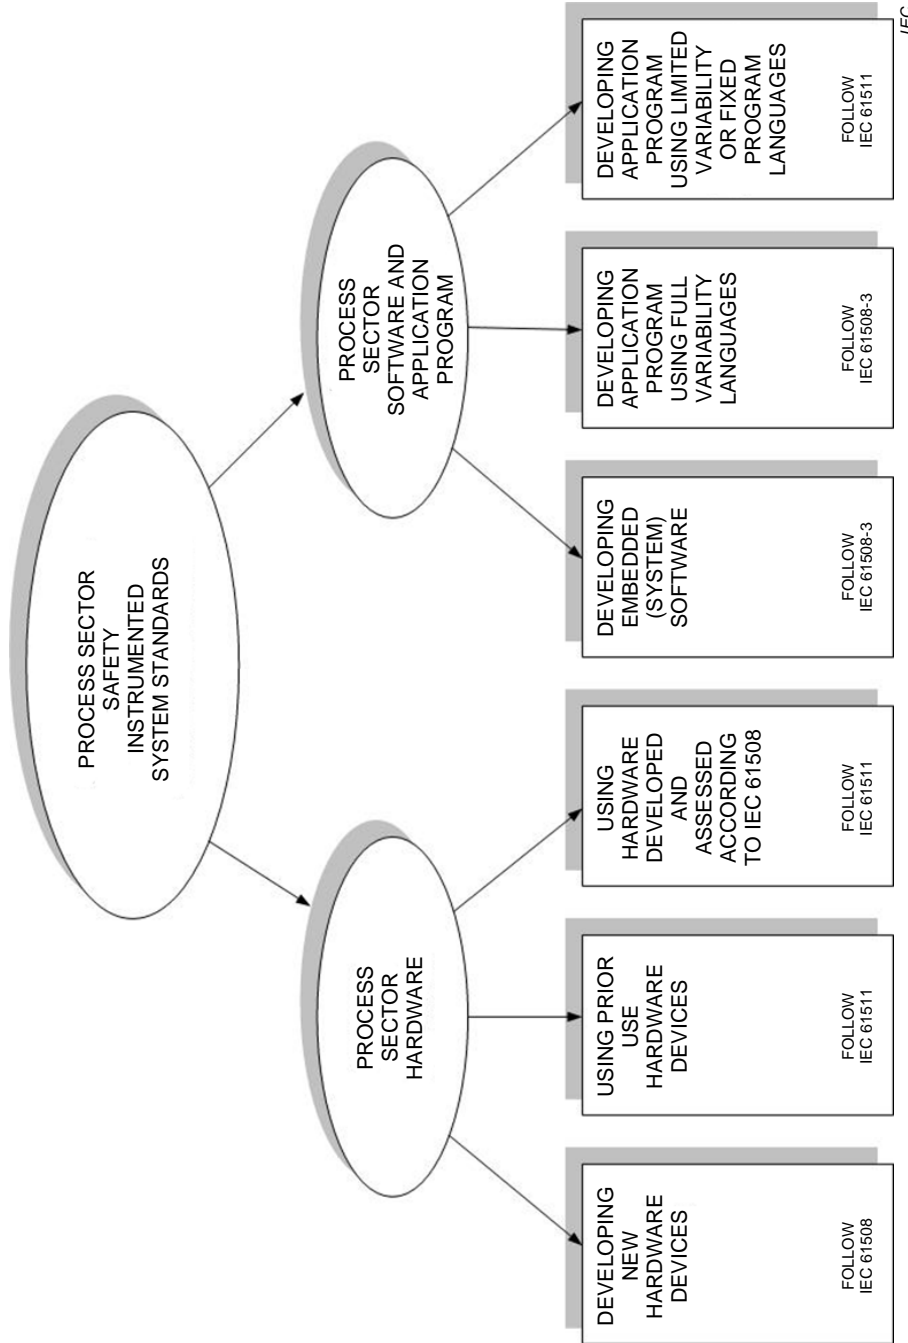 PROCESS SECTOR
SAFETY
INSTRUMENTED
SYSTEM STANDARDS
PROCESS
SECTOR
HARDWARE
PROCESS
SECTOR
SOFTWARE AND
APPLICATION
PROGRAM
DEVELOPING
NEW
HARDWARE
DEVICES
FOLLOW
IEC 61508
USING PRIOR
USE
HARDWARE
DEVICES
FOLLOW
IEC 61511
USING
HARDWARE
DEVELOPED
AND
ASSESSED
ACCORDING
TO IEC 61508
FOLLOW
IEC 61511
DEVELOPING
EMBEDDED
(SYSTEM)
SOFTWARE
FOLLOW
IEC 61508-3
DEVELOPING
APPLICATION
PROGRAM
USING FULL
VARIABILITY
LANGUAGES
FOLLOW
IEC 61508-3
DEVELOPING
APPLICATION
PROGRAM
USING LIMITED
VARIABILITY
OR FIXED
PROGRAM
LANGUAGES
FOLLOW
IEC 61511
IEC